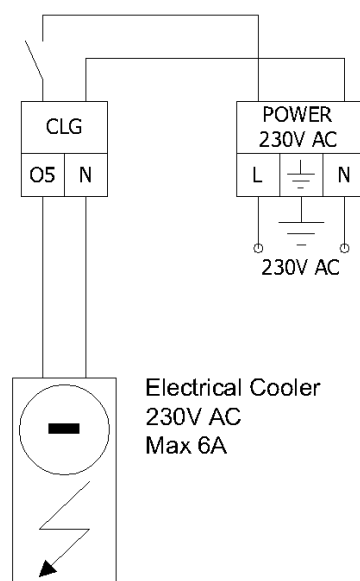 CLG
O5 N
POWER
230V AC
L N
230V AC
Electrical Cooler
230V AC
Max 6A